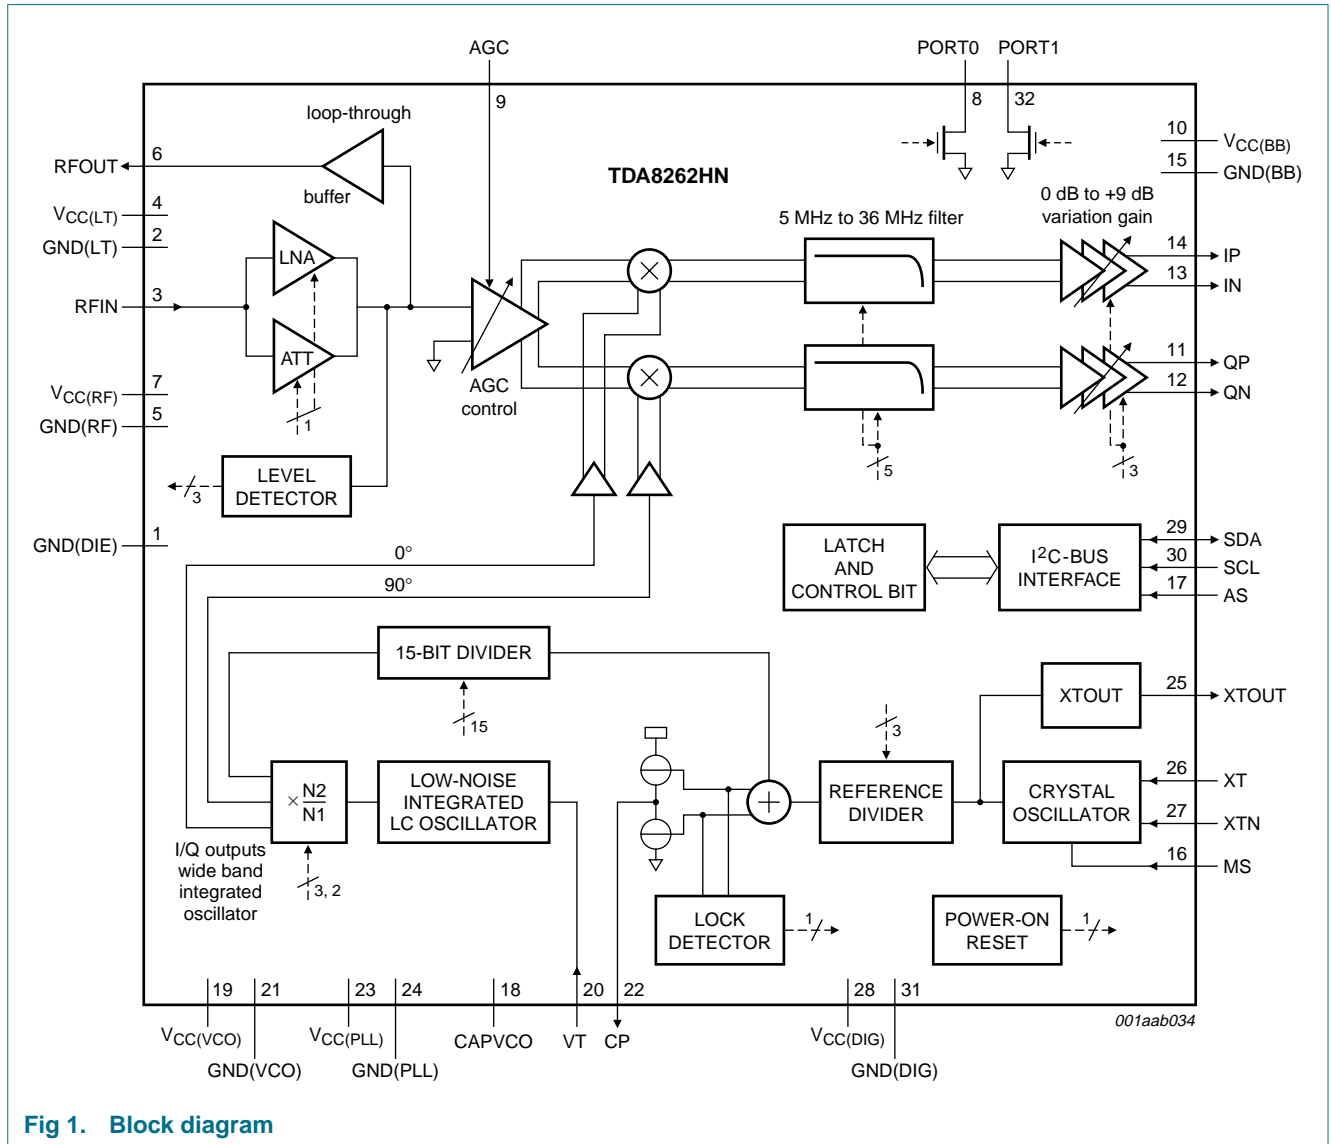 AGC
PORT0 PORT1
9
8
32
loop-through
10
VCC(BB)
6
RFOUT
TDA8262HN
15
GND(BB)
buffer
0 dB to +9 dB
variation gain
4
VCC(LT)
5 MHz to 36 MHz filter
2
GND(LT)
LNA
14
IP
13
IN
3
RFIN
ATT
11
QP
7
VCC(RF)
AGC
control
12
QN
5
GND(RF)
1
5
3
LEVEL
DETECTOR
3
1
GND(DIE)
0°
90°
LATCH
AND
CONTROL BIT
I2C-BUS
INTERFACE
29
SDA
30
SCL
17
AS
15-BIT DIVIDER
15
3
XTOUT
25
XTOUT
× N2
N1
LOW-NOISE
INTEGRATED
LC OSCILLATOR
+
REFERENCE
DIVIDER
CRYSTAL
OSCILLATOR
26
XT
27
XTN
16
MS
I/Q outputs
wide band
integrated
oscillator
3, 2
LOCK
DETECTOR
1
POWER-ON
RESET
1
19
21
23
24
18
20
22
28
31
001aab034
VCC(VCO)
GND(VCO)
VCC(PLL)
GND(PLL)
CAPVCO
VT
CP
VCC(DIG)
GND(DIG)
Fig 1. Block diagram